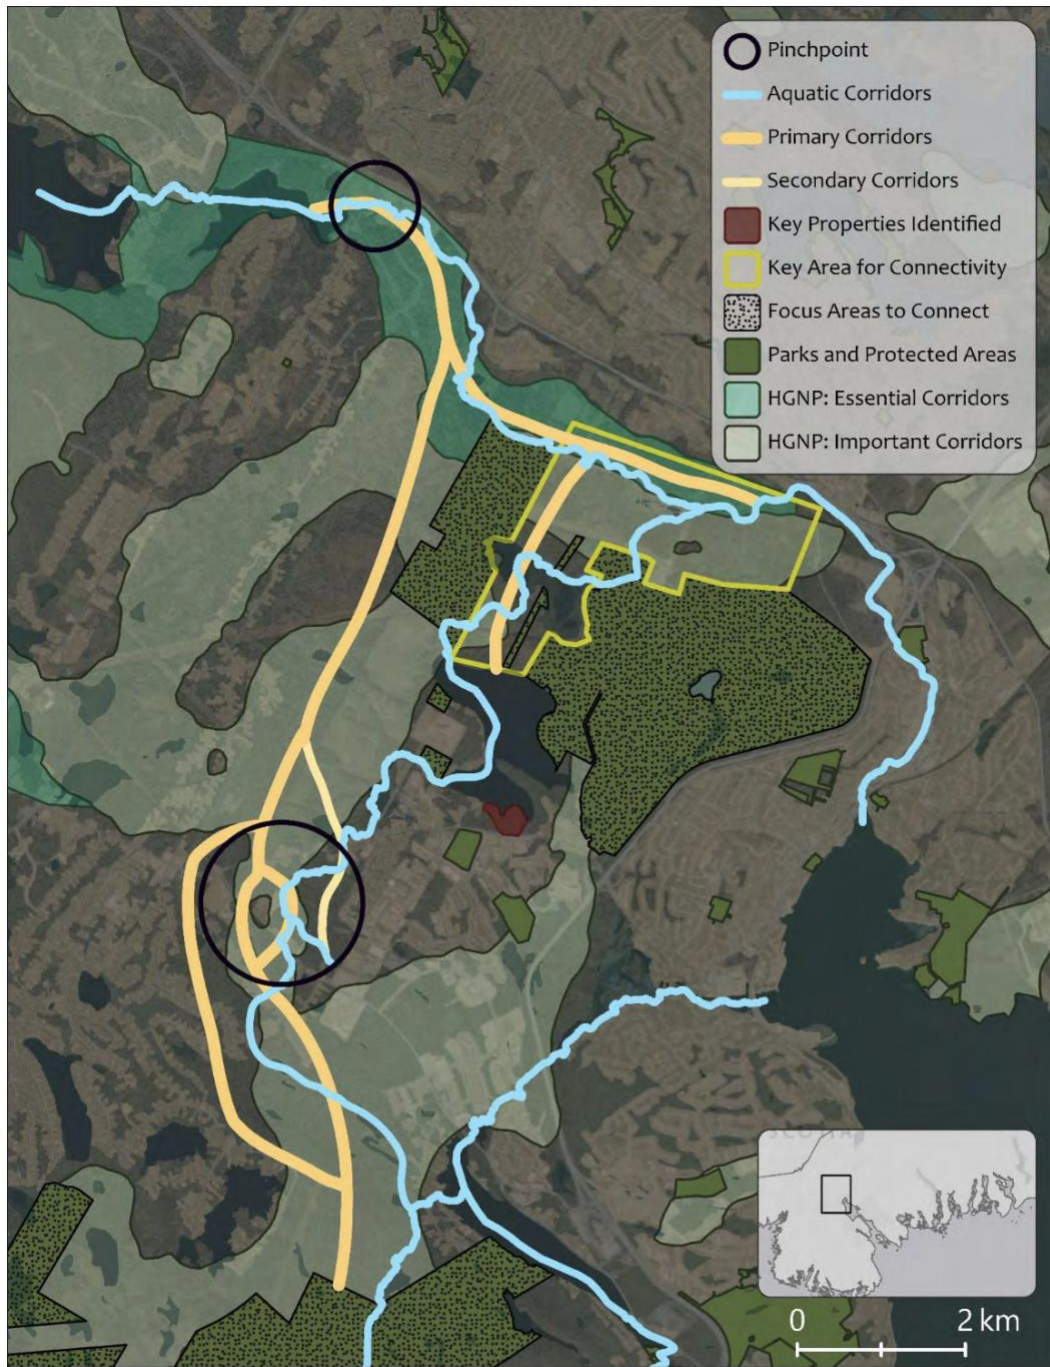 Pinchpoint
Aquatic Corridors
Primary Corridors
Secondary Corridors
Key Properties Identified
Key Area for Connectivity
Focus Areas to Connect
Parks and Protected Areas
HGNP: Essential Corridors
HGNP: Important Corridors
0 2 km